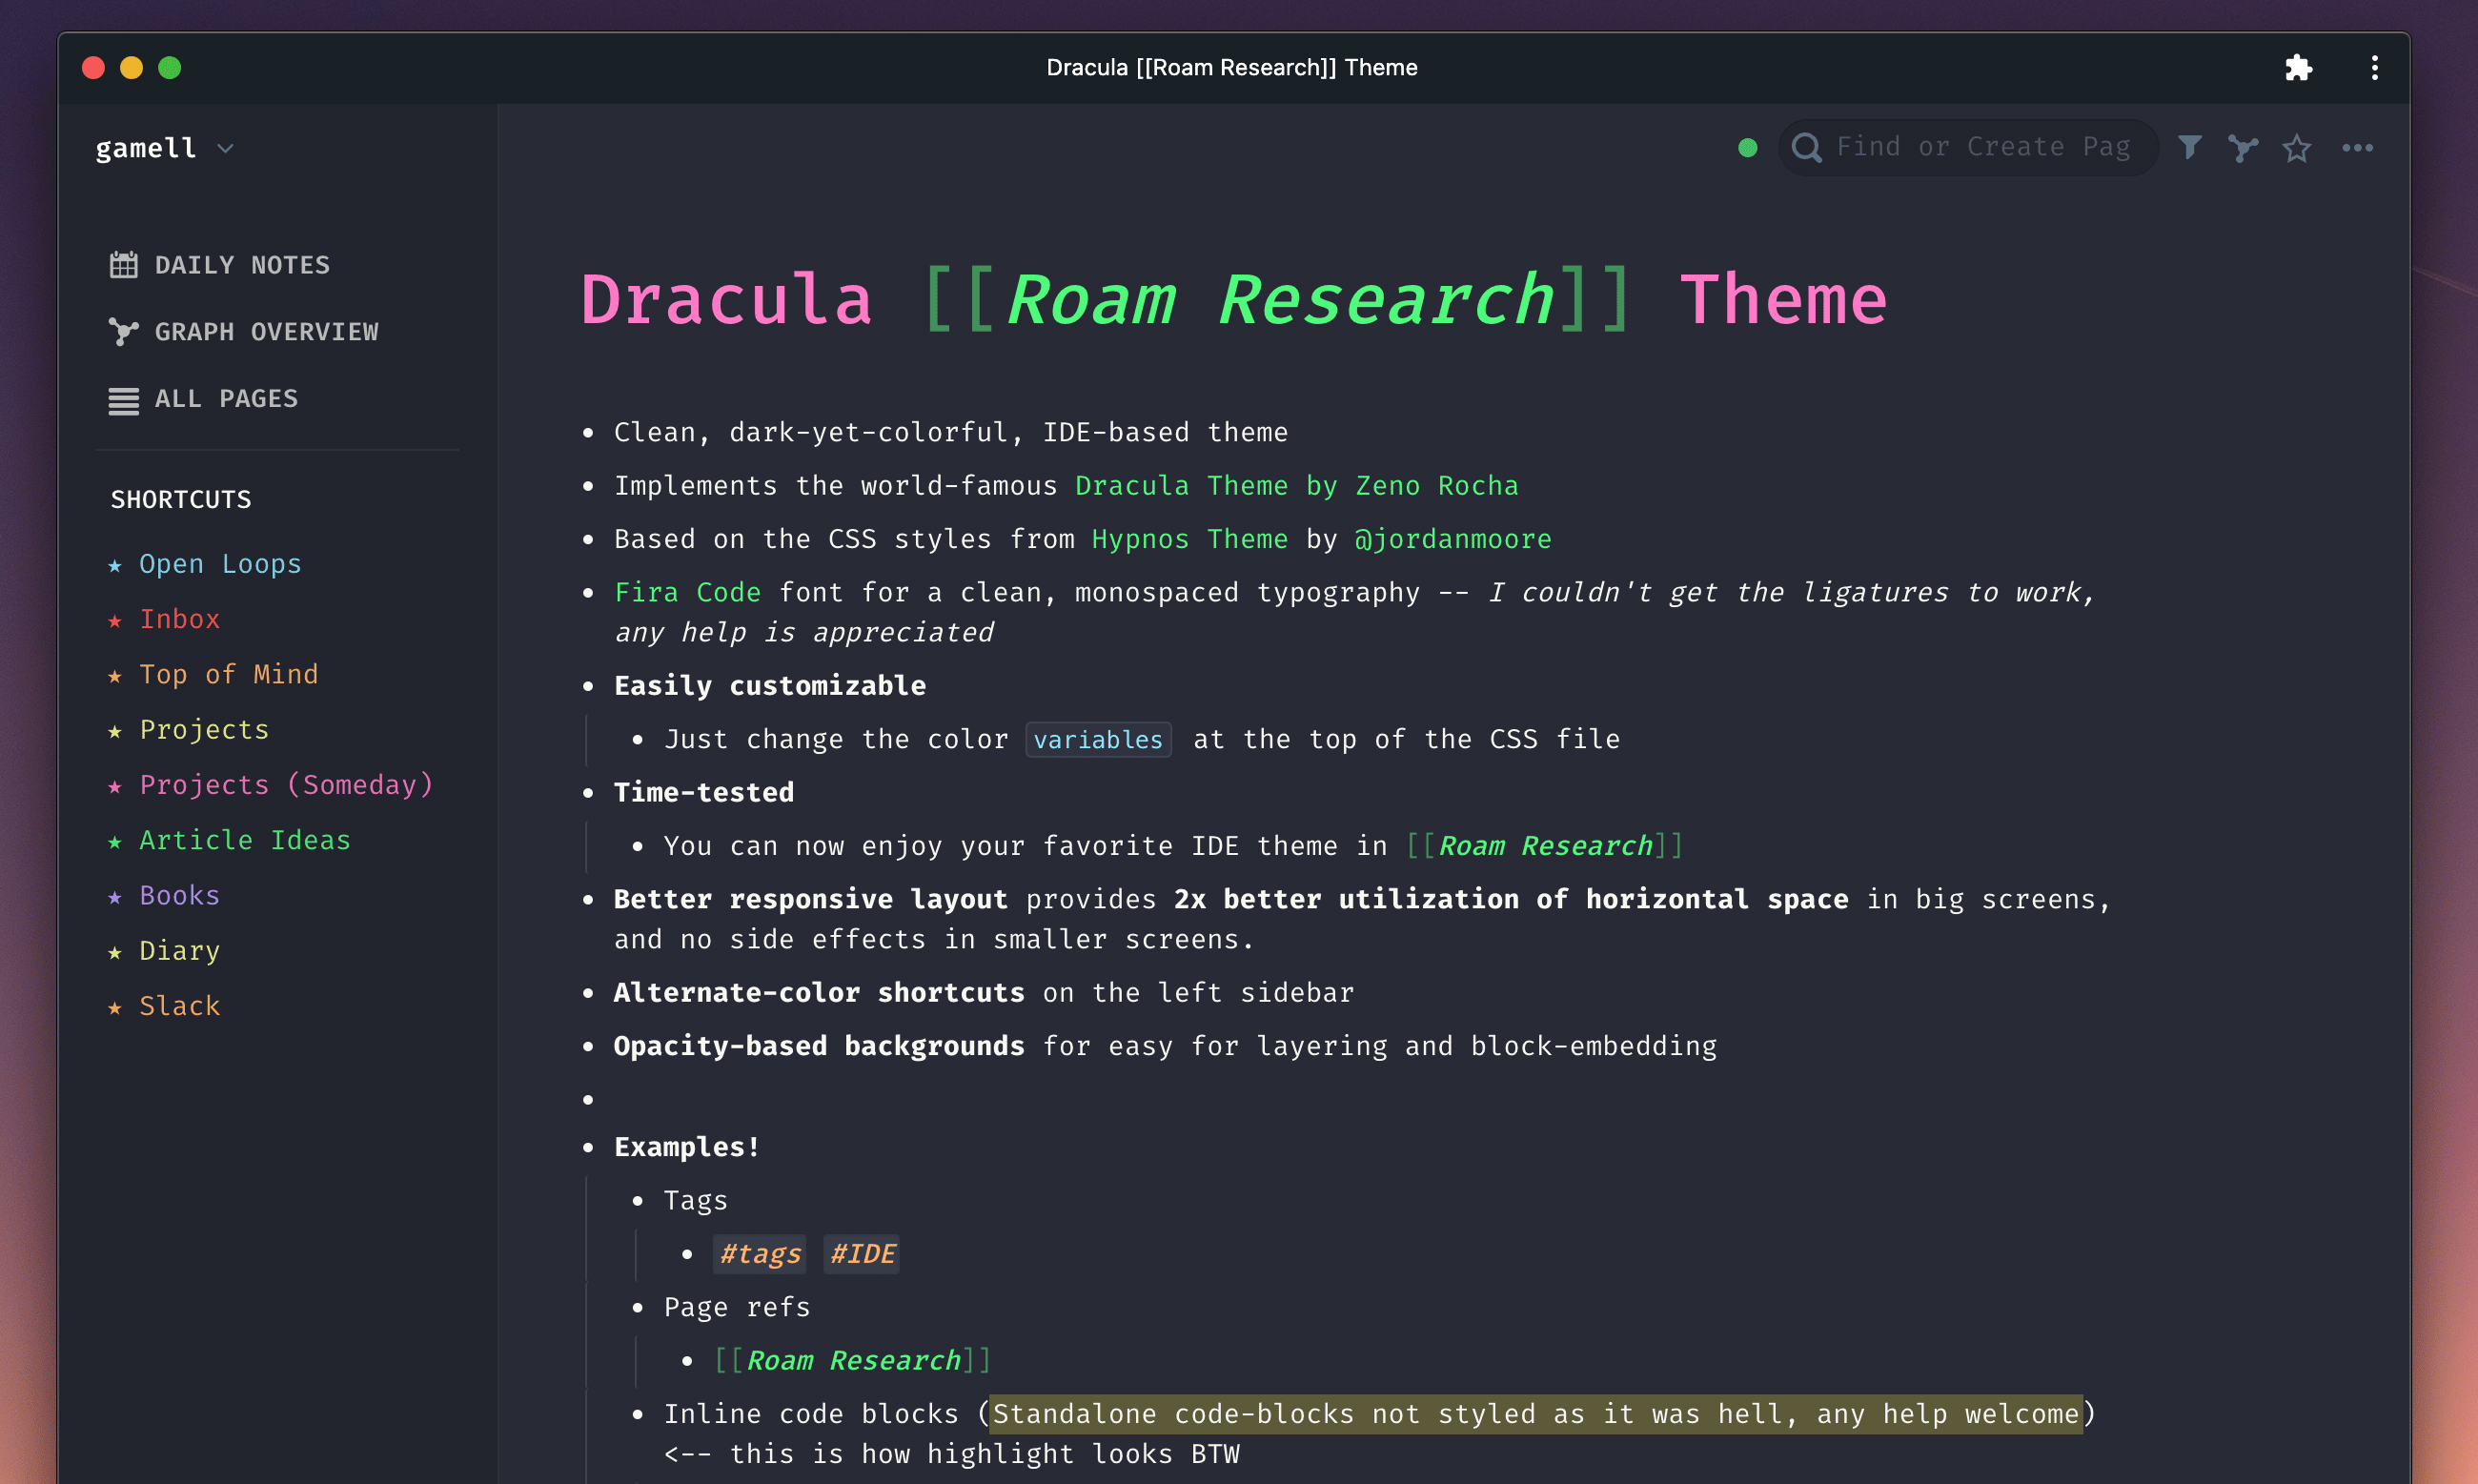 Dracula [[Roam Research]] Theme
gamell
Find or Create Pag
DAILY NOTES
GRAPH OVERVIEW
ALL PAGES
SHORTCUTS
★ Open Loops
★ Inbox
★ Top of Mind
★ Projects
★ Projects (Someday)
★ Article Ideas
★ Books
★ Diary
★ Slack
Dracula [[Roam Research]] Theme
• Clean, dark-yet-colorful, IDE-based theme
• Implements the world-famous Dracula Theme by Zeno Rocha
• Based on the CSS styles from Hypnos Theme by @jordanmoore
• Fira Code font for a clean, monospaced typography -- I couldn't get the ligatures to work,
any help is appreciated
• Easily customizable
• Just change the color variables at the top of the CSS file
• Time-tested
• You can now enjoy your favorite IDE theme in [[Roam Research]]
• Better responsive layout provides 2x better utilization of horizontal space in big screens,
and no side effects in smaller screens.
• Alternate-color shortcuts on the left sidebar
• Opacity-based backgrounds for easy for layering and block-embedding
•
• Examples!
• Tags
• #tags #IDE
• Page refs
• [[Roam Research]]
• Inline code blocks (Standalone code-blocks not styled as it was hell, any help welcome)
<-- this is how highlight looks BTW